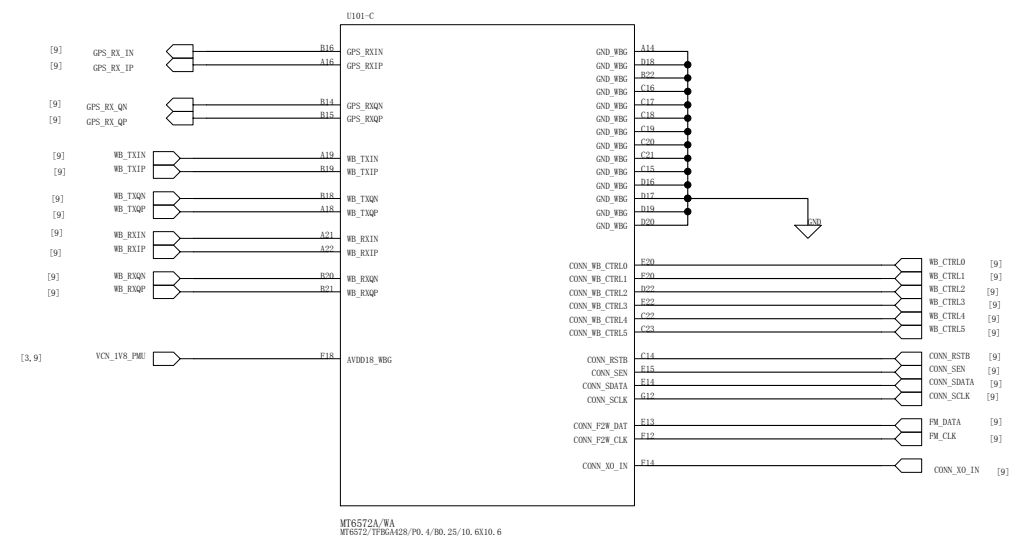 U101-C
[9] GPS_RX_IN B16 GPS_RXIN
[9] GPS_RX_IP A16 GPS_RXIP
[9] GPS_RX_QN B14 GPS_RXQN
[9] GPS_RX_QP B15 GPS_RXQP
[9] WB_TXIN A19 WB_TXIN
[9] WB_TXIP B19 WB_TXIP
[9] WB_TXQN B18 WB_TXQN
[9] WB_TXQP A18 WB_TXQP
[9] WB_RXIN A21 WB_RXIN
[9] WB_RXIP A22 WB_RXIP
[9] WB_RXQN B20 WB_RXQN
[9] WB_RXQP B21 WB_RXQP
[3,9] VCN_1V8_PMU F18 AVDD18_WBG
GND_WBG A14
GND_WBG D18
GND_WBG B22
GND_WBG C16
GND_WBG C17
GND_WBG C18
GND_WBG C19
GND_WBG C20
GND_WBG C21
GND_WBG C15
GND_WBG D16
GND_WBG D17
GND_WBG D19
GND_WBG D20
GND
CONN_WB_CTRL0 WB_CTRL0 [9]
CONN_WB_CTRL1 WB_CTRL1 [9]
CONN_WB_CTRL2 D22 WB_CTRL2 [9]
CONN_WB_CTRL3 E22 WB_CTRL3 [9]
CONN_WB_CTRL4 C22 WB_CTRL4 [9]
CONN_WB_CTRL5 C23 WB_CTRL5 [9]
CONN_RSTB C14 CONN_RSTB [9]
CONN_SEN E15 CONN_SEN [9]
CONN_SDATA E14 CONN_SDATA [9]
CONN_SCLK G12 CONN_SCLK [9]
CONN_F2W_DAT E13 FM_DATA [9]
CONN_F2W_CLK F12 FM_CLK [9]
CONN_XO_IN F14 CONN_XO_IN [9]
MT6572A/WA
MT6572/TFBGA428/P0.4/B0.25/10.6X10.6